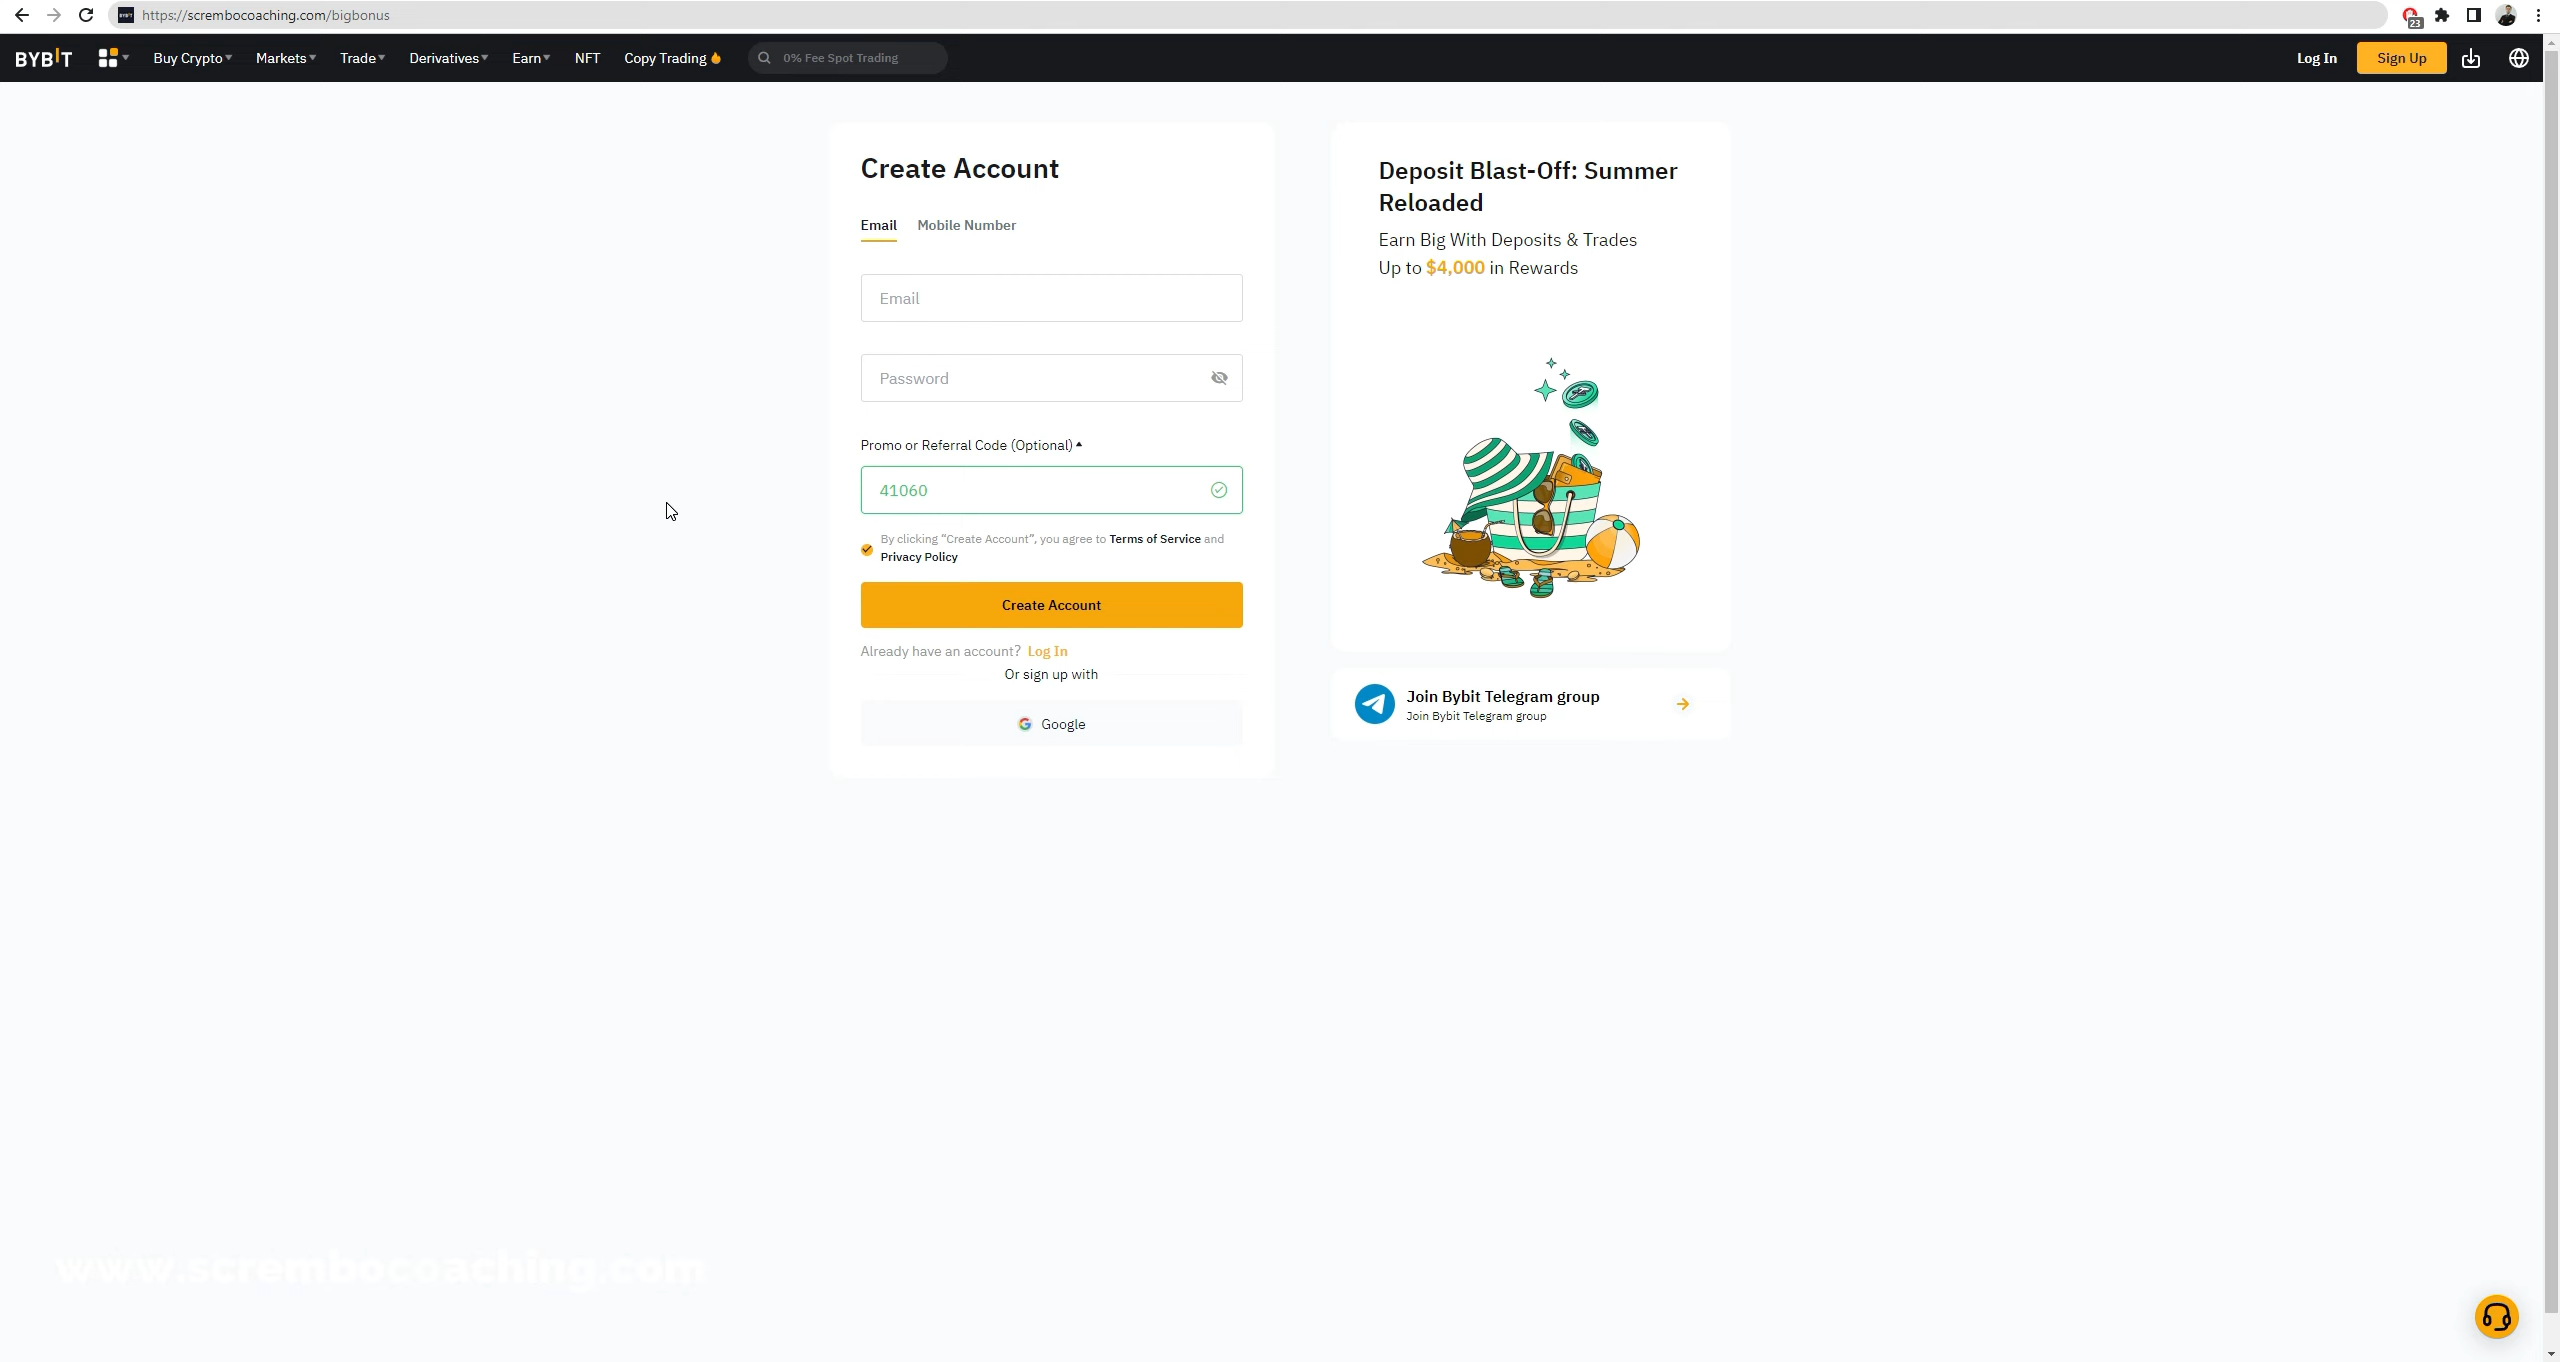 https://scrembocoaching.com/bigbonus
23
BYBIT Buy Crypto Markets Trade Derivatives Earn NFT Copy Trading 0% Fee Spot Trading Log In Sign Up
Create Account
Email Mobile Number
Email
Password
Promo or Referral Code (Optional)
41060
By clicking “Create Account”, you agree to Terms of Service and
Privacy Policy
Create Account
Already have an account? Log In
Or sign up with
Google
Deposit Blast-Off: Summer
Reloaded
Earn Big With Deposits & Trades
Up to $4,000 in Rewards
Join Bybit Telegram group
Join Bybit Telegram group
www.scrembocoaching.com